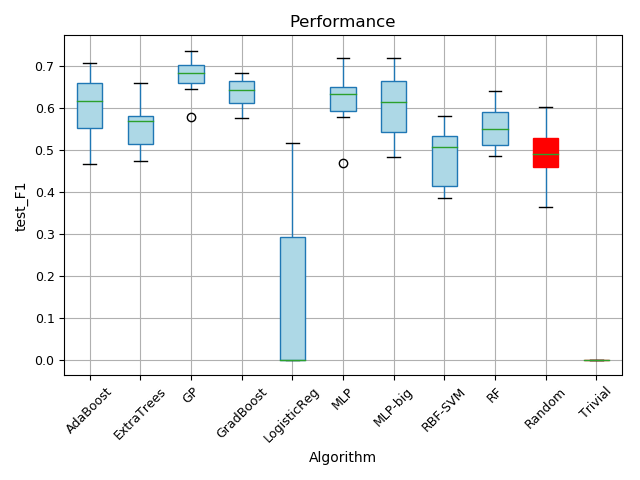 Performance
test_F1
0.7
0.6
0.5
0.4
0.3
0.2
0.1
0.0
AdaBoost
ExtraTrees
GP
GradBoost
LogisticReg
MLP
MLP-big
RBF-SVM
RF
Random
Trivial
Algorithm